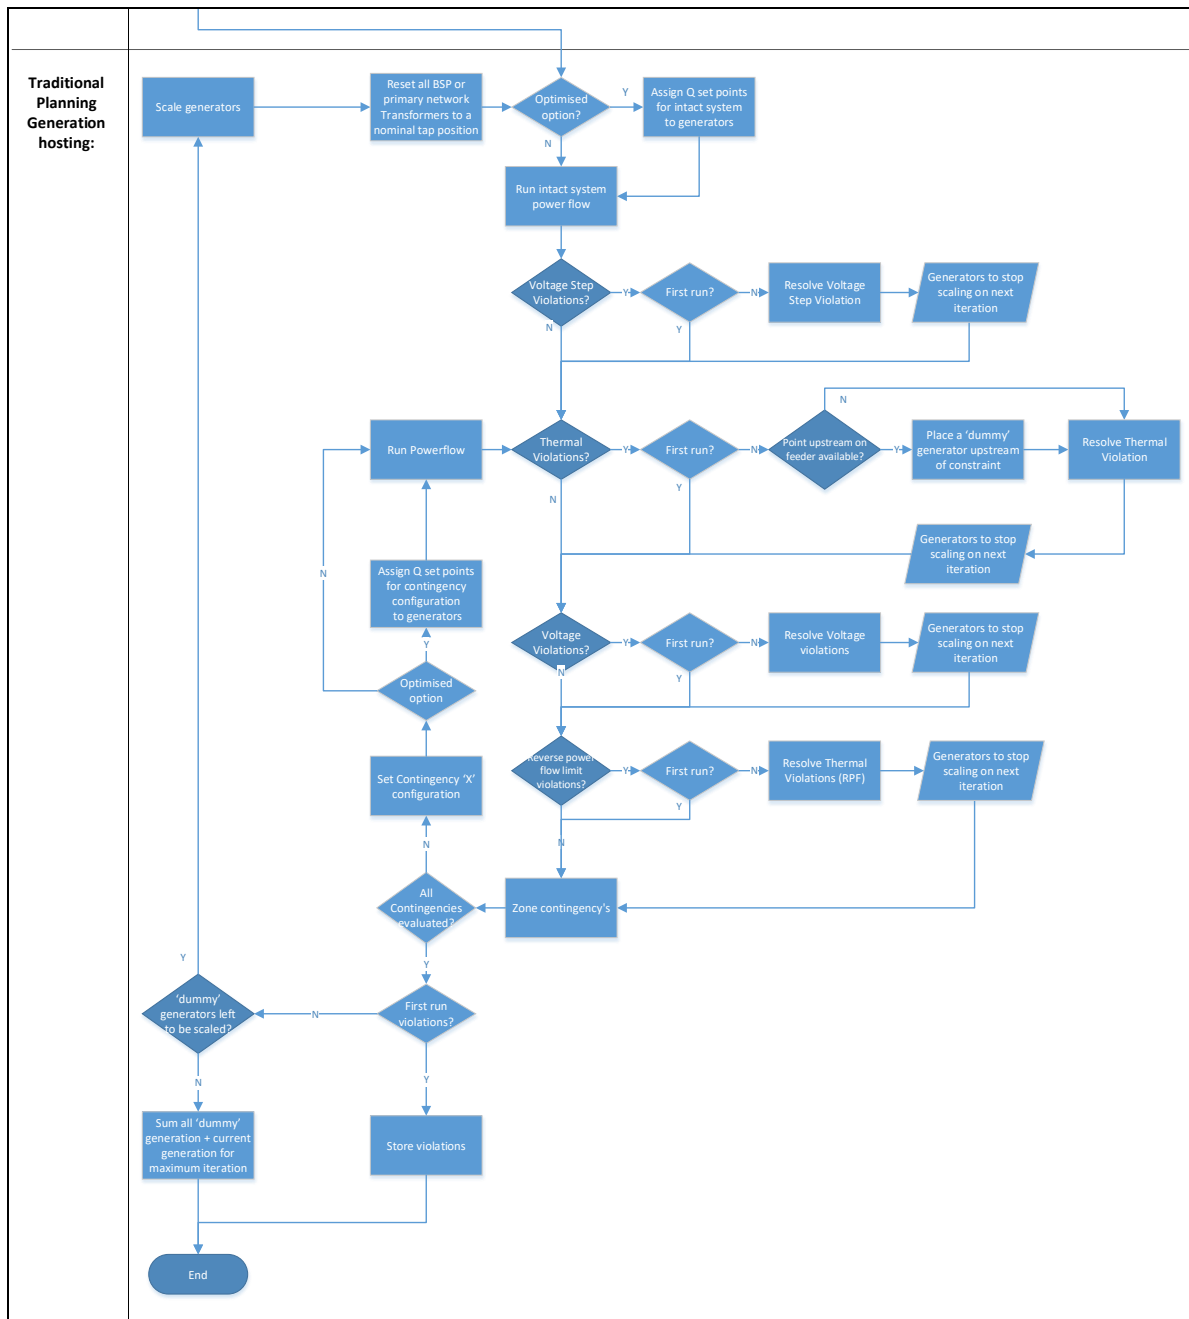 Traditional
Planning
Generation
hosting:
Scale generators
Reset all BSP or
primary network
Transformers to a
nominal tap position
Optimised
option?
Y
Assign Q set points
for intact system
to generators
N
Run intact system
power flow
Voltage Step
Violations?
Y
First run?
N
Resolve Voltage
Step Violation
Generators to stop
scaling on next
iteration
N
Y
N
Run Powerflow
Thermal
Violations?
Y
First run?
N
Point upstream on
feeder available?
Y
Place a ‘dummy’
generator upstream
of constraint
Resolve Thermal
Violation
N
Y
Generators to stop
scaling on next
iteration
N
Assign Q set points
for contingency
configuration
to generators
Y
Voltage
Violations?
Y
First run?
N
Resolve Voltage
violations
Generators to stop
scaling on next
iteration
N
Y
Optimised
option
Set Contingency ‘X’
configuration
Reverse power
flow limit
violations?
Y
First run?
N
Resolve Thermal
Violations (RPF)
Generators to stop
scaling on next
iteration
Y
N
N
All
Contingencies
evaluated?
Zone contingency's
Y
Y
‘dummy’
generators left
to be scaled?
N
First run
violations?
N
Y
Sum all ‘dummy’
generation + current
generation for
maximum iteration
Store violations
End